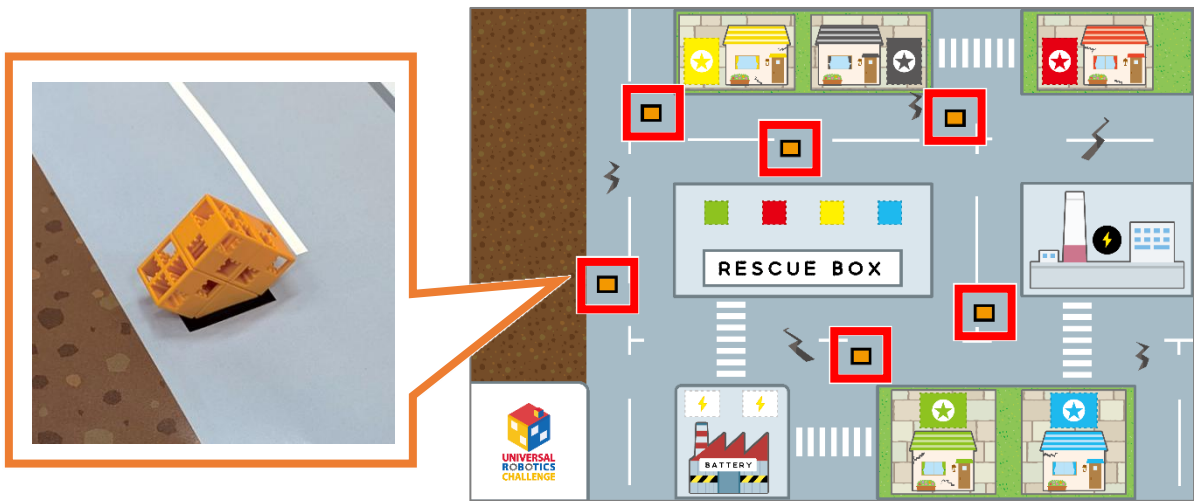 RESCUE BOX
UNIVERSAL
ROBOTICS
CHALLENGE
BATTERY